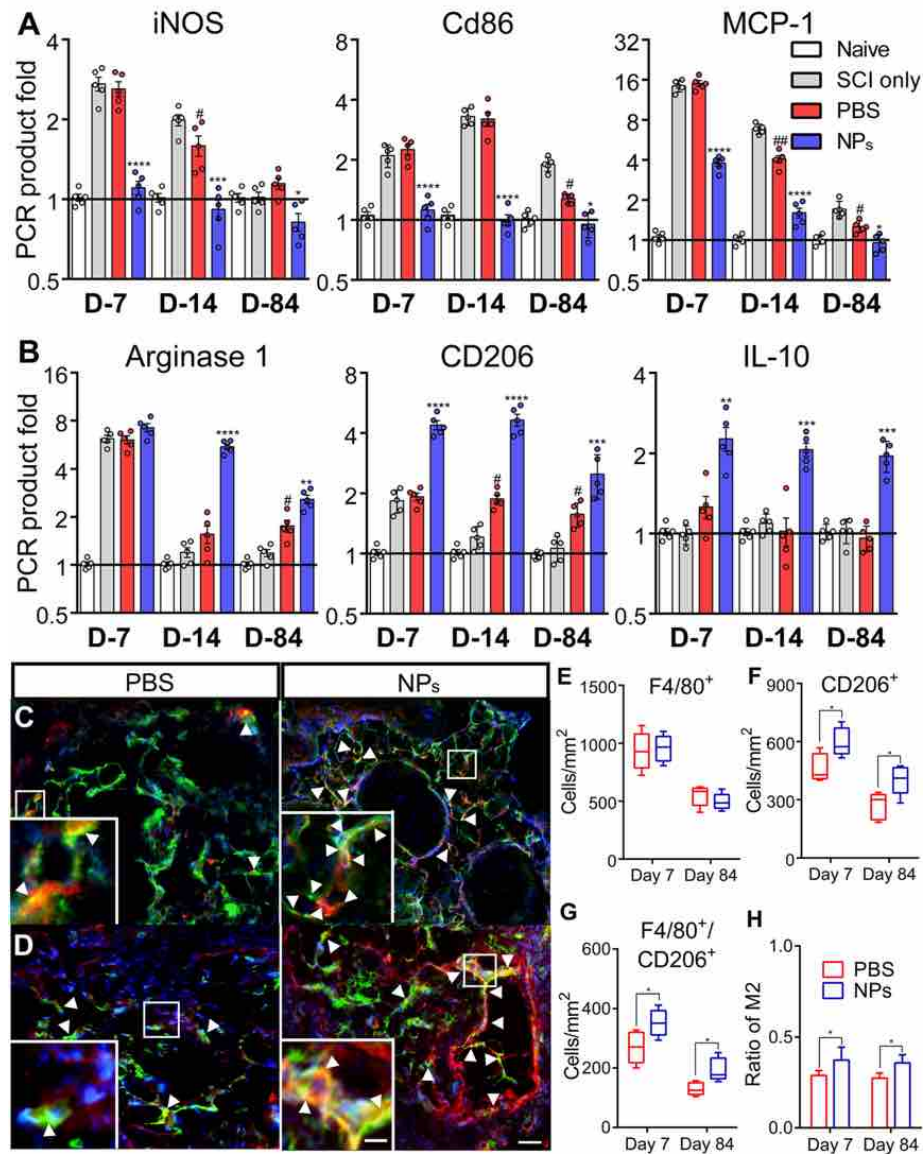 A
iNOS
Cd86
MCP-1
PCR product fold
4
2
1
0.5
8
4
2
1
0.5
32
16
8
4
2
1
0.5
Naive
SCI only
PBS
NPs
****
#
***
*
****
****
#
*
****
##
****
#
*
D-7 D-14 D-84
D-7 D-14 D-84
D-7 D-14 D-84
B
Arginase 1
CD206
IL-10
PCR product fold
16
8
4
2
1
0.5
8
4
2
1
0.5
4
2
1
0.5
****
#
**
****
#
****
#
***
**
***
***
D-7 D-14 D-84
D-7 D-14 D-84
D-7 D-14 D-84
PBS
NPs
C
D
E
F4/80+
Cells/mm2
1500
1000
500
0
Day 7 Day 84
F
CD206+
Cells/mm2
900
600
300
0
*
*
Day 7 Day 84
G
F4/80+/
CD206+
Cells/mm2
600
400
200
0
*
*
Day 7 Day 84
H
PBS
NPs
Ratio of M2
1.0
0.5
0.0
*
*
Day 7 Day 84